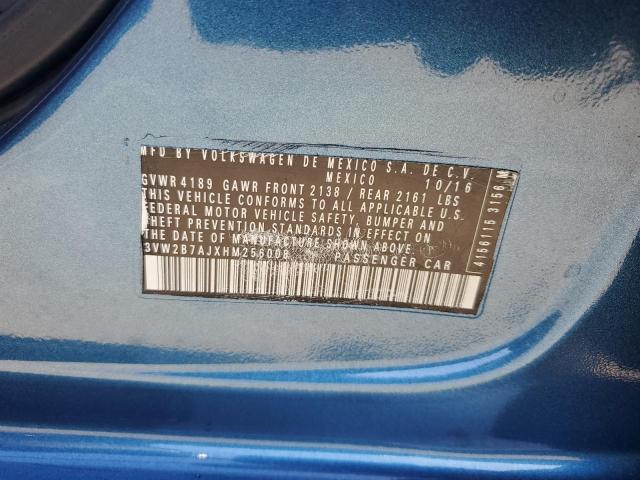 MFD BY VOLKSWAGEN DE MEXICO S.A. DE C.V.
MEXICO 10/16
GVWR 4189 GAWR FRONT 2138 / REAR 2161 LBS
THIS VEHICLE CONFORMS TO ALL APPLICABLE U.S.
FEDERAL MOTOR VEHICLE SAFETY, BUMPER AND
THEFT PREVENTION STANDARDS IN EFFECT ON
THE DATE OF MANUFACTURE SHOWN ABOVE.
3VW2B7AJXHM256008 PASSENGER CAR